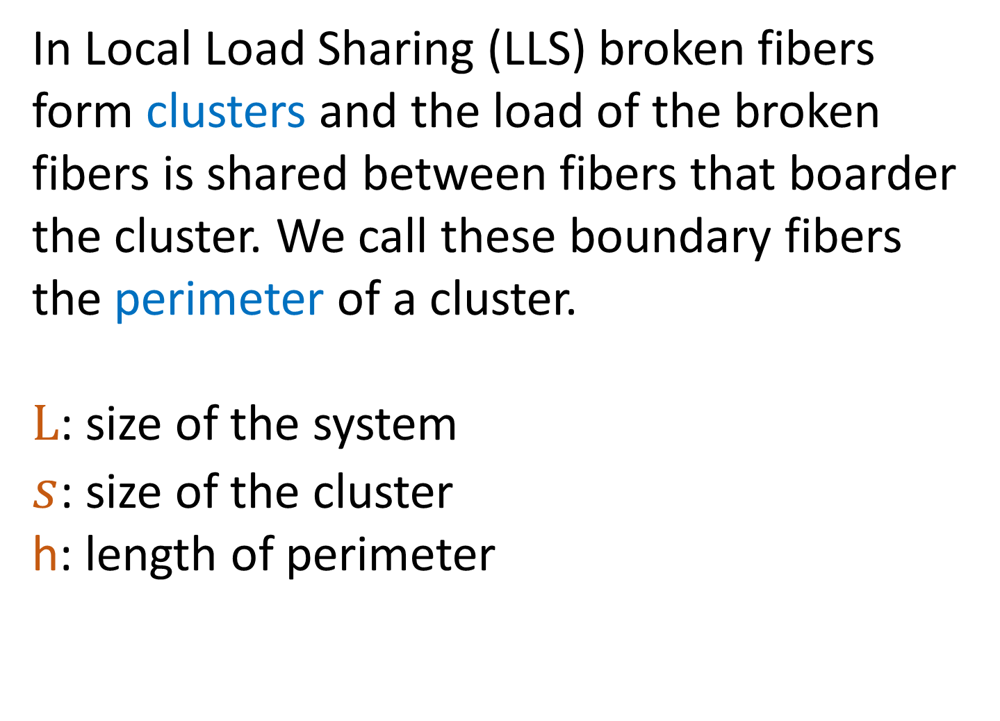 In Local Load Sharing (LLS) broken fibers
form clusters and the load of the broken
fibers is shared between fibers that boarder
the cluster. We call these boundary fibers
the perimeter of a cluster.
L: size of the system
s: size of the cluster
h: length of perimeter